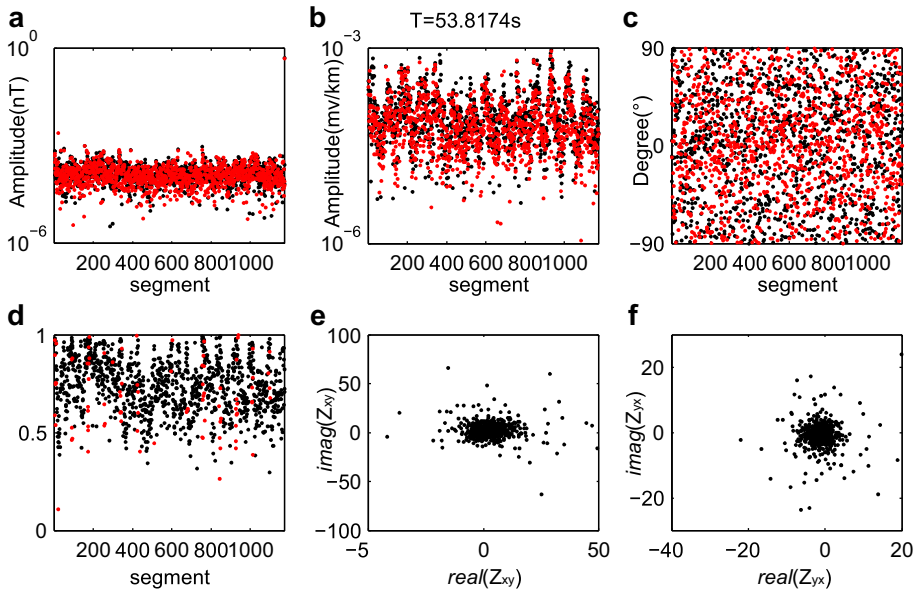 a
b
T=53.8174s
c
10^0
Amplitude(nT)
10^-6
200 400 600 8001000
segment
10^-3
Amplitude(mv/km)
10^-6
200 400 600 8001000
segment
90
Degree(°)
0
−90
200 400 600 8001000
segment
d
1
0.5
0
200 400 600 8001000
segment
e
100
50
0
−50
−100
imag(Zxy)
−5 0 50
real(Zxy)
f
20
0
−20
imag(Zyx)
−40 −20 0 20
real(Zyx)